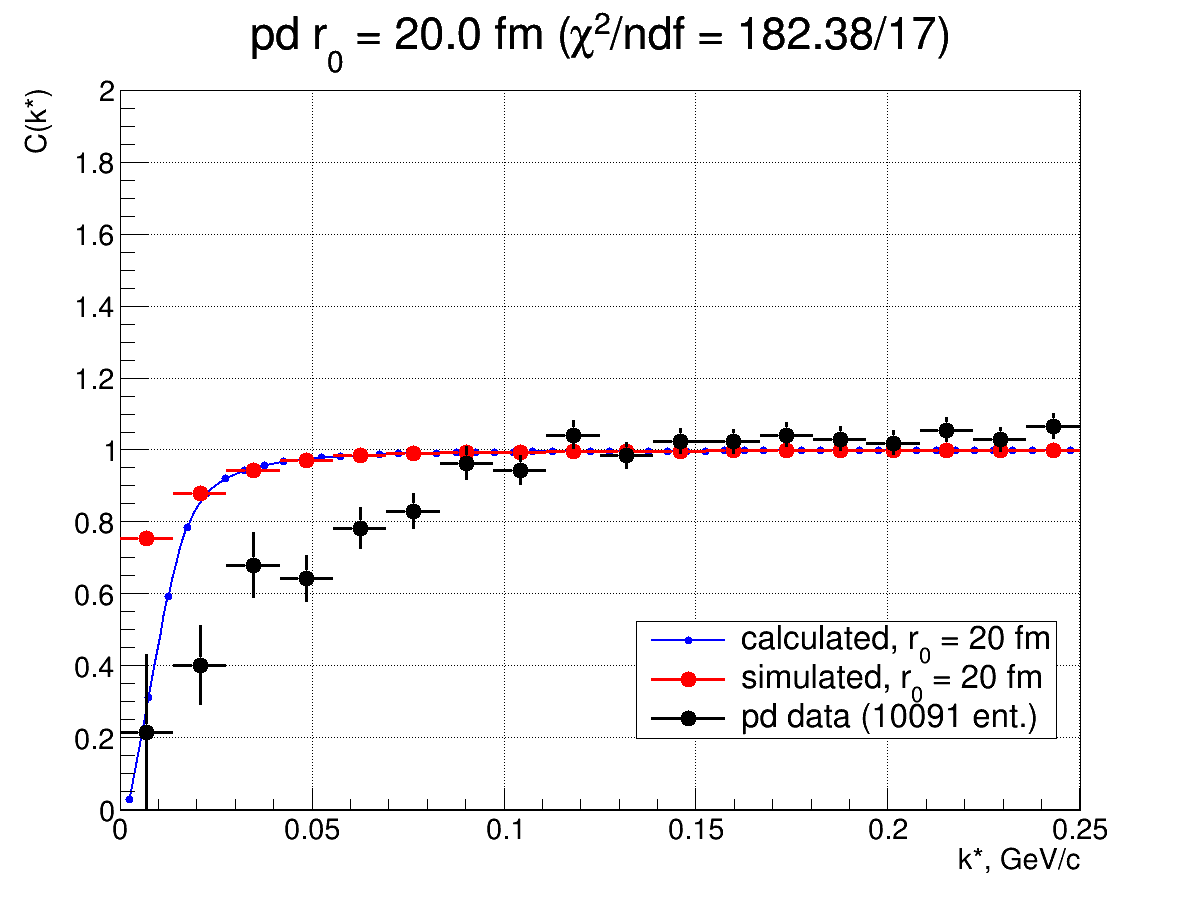 pd r₀ = 20.0 fm (χ²/ndf = 182.38/17)
C(k*)
2
1.8
1.6
1.4
1.2
1
0.8
0.6
0.4
0.2
0
calculated, r₀ = 20 fm
simulated, r₀ = 20 fm
pd data (10091 ent.)
0 0.05 0.1 0.15 0.2 0.25
k*, GeV/c